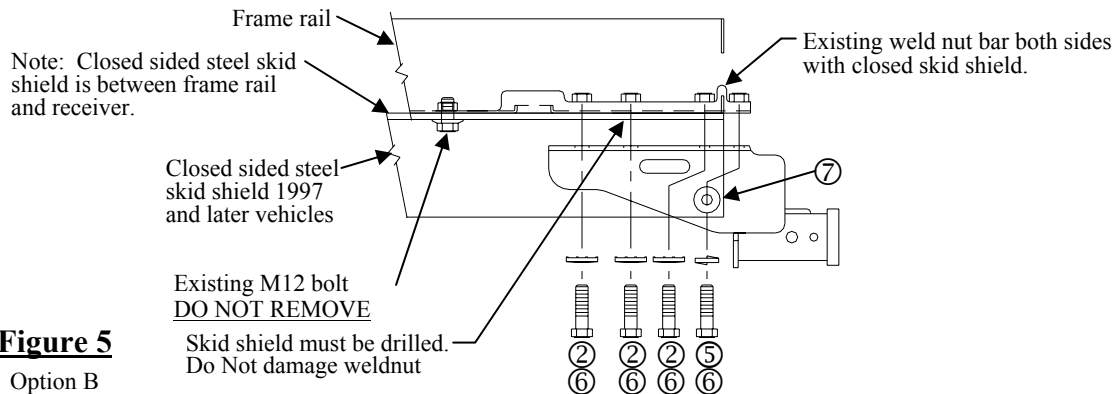 Frame rail
Note: Closed sided steel skid
shield is between frame rail
and receiver.
Existing weld nut bar both sides
with closed skid shield.
Closed sided steel
skid shield 1997
and later vehicles
⑦
Existing M12 bolt
DO NOT REMOVE
Skid shield must be drilled.
Do Not damage weldnut
Figure 5
Option B
② ② ② ⑤
⑥ ⑥ ⑥ ⑥